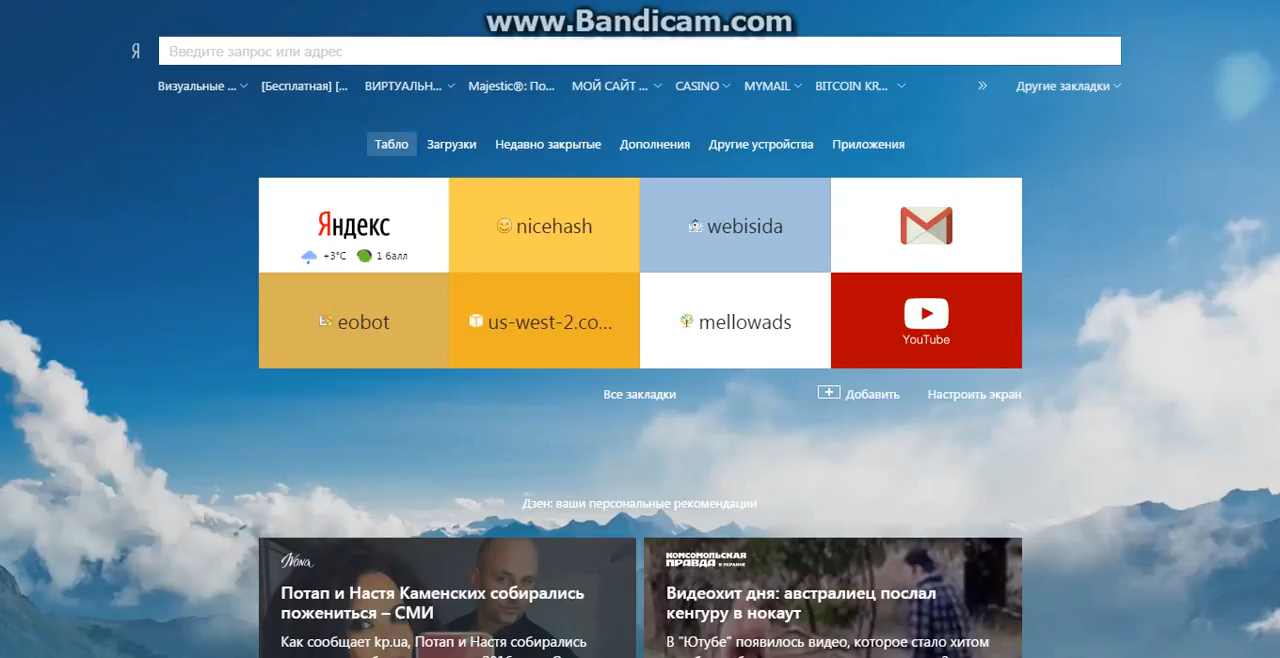 www.Bandicam.com
Я Введите запрос или адрес
Визуальные ... [Бесплатная] [... ВИРТУАЛЬН... Majestic®: По... МОЙ САЙТ ... CASINO MYMAIL BITCOIN KR... » Другие закладки
Табло Загрузки Недавно закрытые Дополнения Другие устройства Приложения
Яндекс
+3°C 1 балл
nicehash
webisida
eobot
us-west-2.co...
mellowads
YouTube
Все закладки Добавить Настроить экран
Дзен: ваши персональные рекомендации
Nona
Потап и Настя Каменских собирались
пожениться – СМИ
Как сообщает kp.ua, Потап и Настя собирались
КОМСОМОЛЬСКАЯ
ПРАВДА В УКРАИНЕ
Видеохит дня: австралиец послал
кенгуру в нокаут
В "Ютубе" появилось видео, которое стало хитом